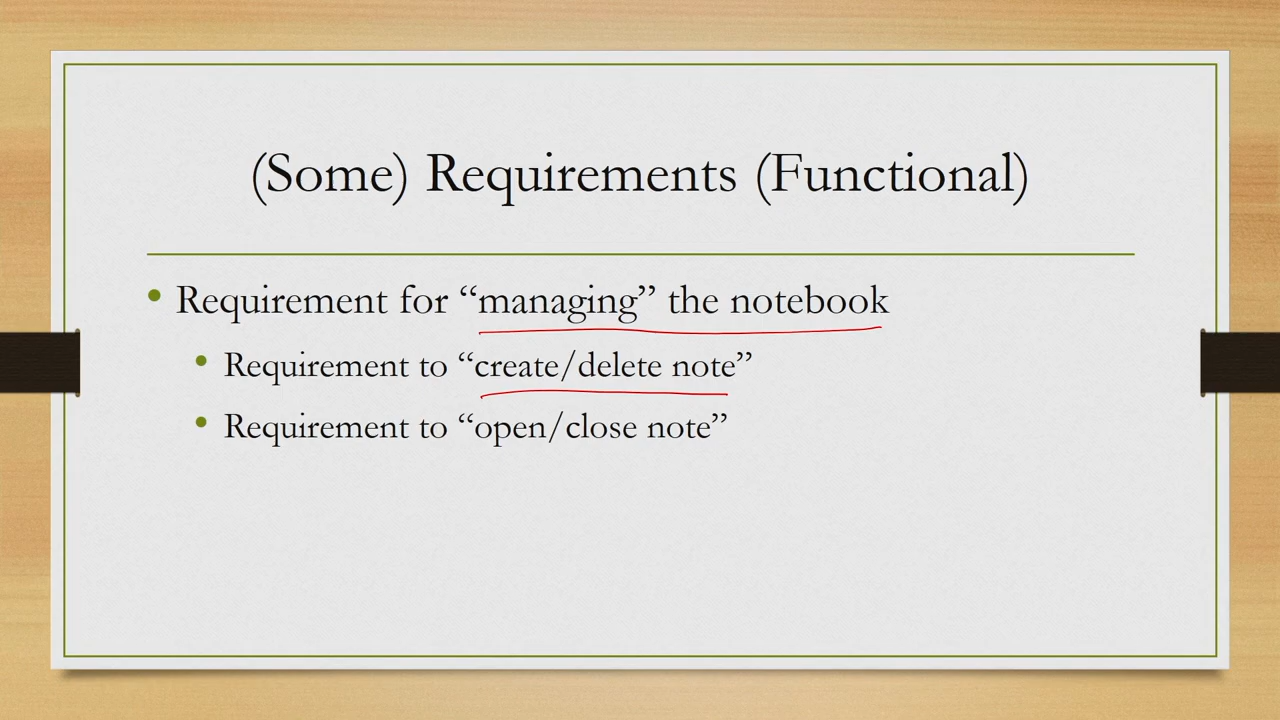 (Some) Requirements (Functional)
• Requirement for “managing” the notebook
• Requirement to “create/delete note”
• Requirement to “open/close note”